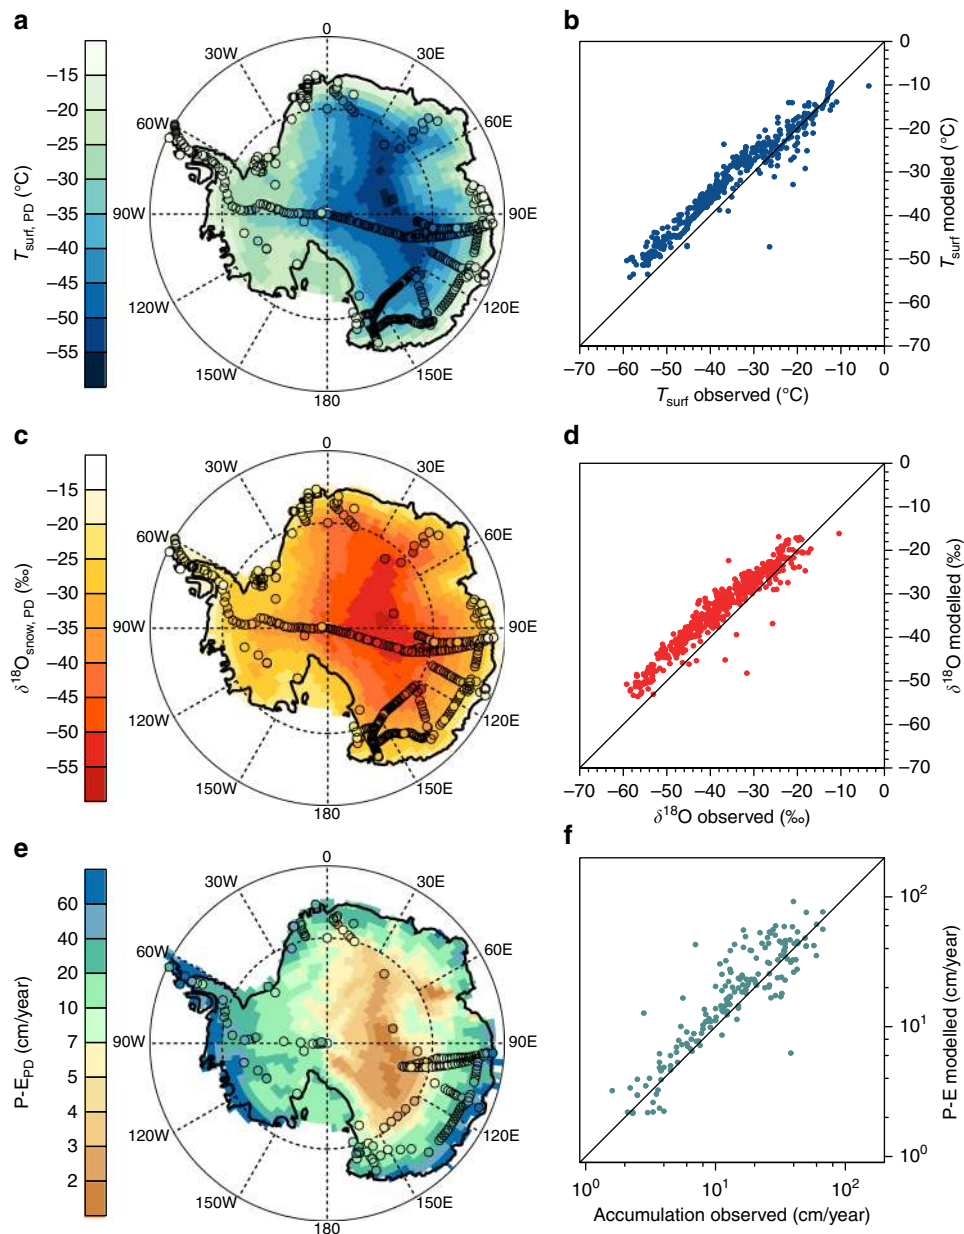 a
T surf, PD (°C)
−15
−20
−25
−30
−35
−40
−45
−50
−55
0
30W
30E
60W
60E
90W
90E
120W
120E
150W
150E
180
b
−70 −60 −50 −40 −30 −20 −10 0
T surf observed (°C)
0
−10
−20
−30
−40
−50
−60
−70
T surf modelled (°C)
c
δ18O snow, PD (‰)
−15
−20
−25
−30
−35
−40
−45
−50
−55
0
30W
30E
60W
60E
90W
90E
120W
120E
150W
150E
180
d
−70 −60 −50 −40 −30 −20 −10 0
δ18O observed (‰)
0
−10
−20
−30
−40
−50
−60
−70
δ18O modelled (‰)
e
P-E PD (cm/year)
60
40
20
10
7
5
4
3
2
0
30W
30E
60W
60E
90W
90E
120W
120E
150W
150E
180
f
10^0 10^1 10^2
Accumulation observed (cm/year)
10^2
10^1
10^0
P-E modelled (cm/year)